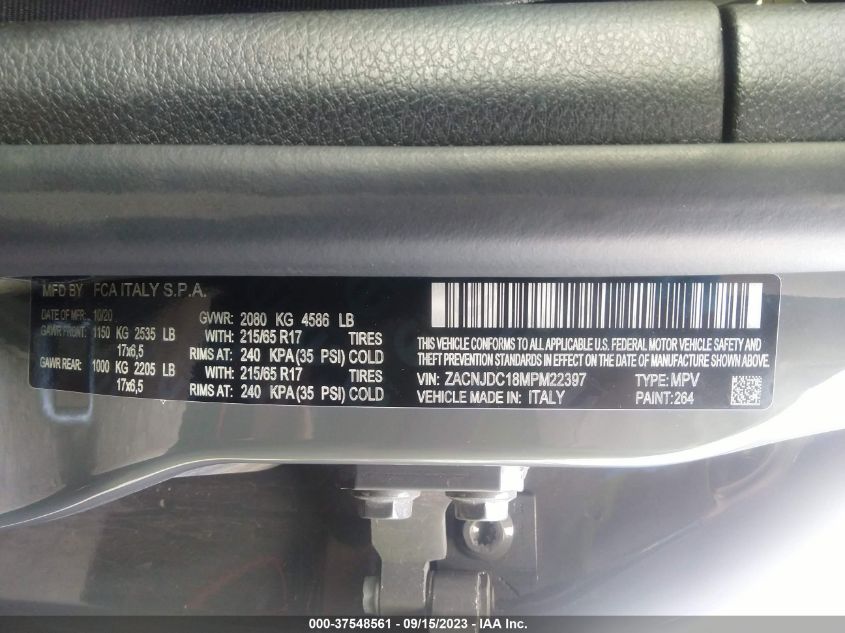 MFD BY FCA ITALY S.P.A.
DATE OF MFR: 10/20 GVWR: 2080 KG 4586 LB
GAWR FRONT: 1150 KG 2535 LB WITH: 215/65 R17 TIRES
17x6,5 RIMS AT: 240 KPA(35 PSI) COLD
GAWR REAR: 1000 KG 2205 LB WITH: 215/65 R17 TIRES
17x6,5 RIMS AT: 240 KPA(35 PSI) COLD
THIS VEHICLE CONFORMS TO ALL APPLICABLE U.S. FEDERAL MOTOR VEHICLE SAFETY AND
THEFT PREVENTION STANDARDS IN EFFECT ON THE DATE OF MANUFACTURE SHOWN ABOVE.
VIN: ZACNJDC18MPM22397 TYPE: MPV
VEHICLE MADE IN: ITALY PAINT: 264
000-37548561 - 09/15/2023 - IAA Inc.